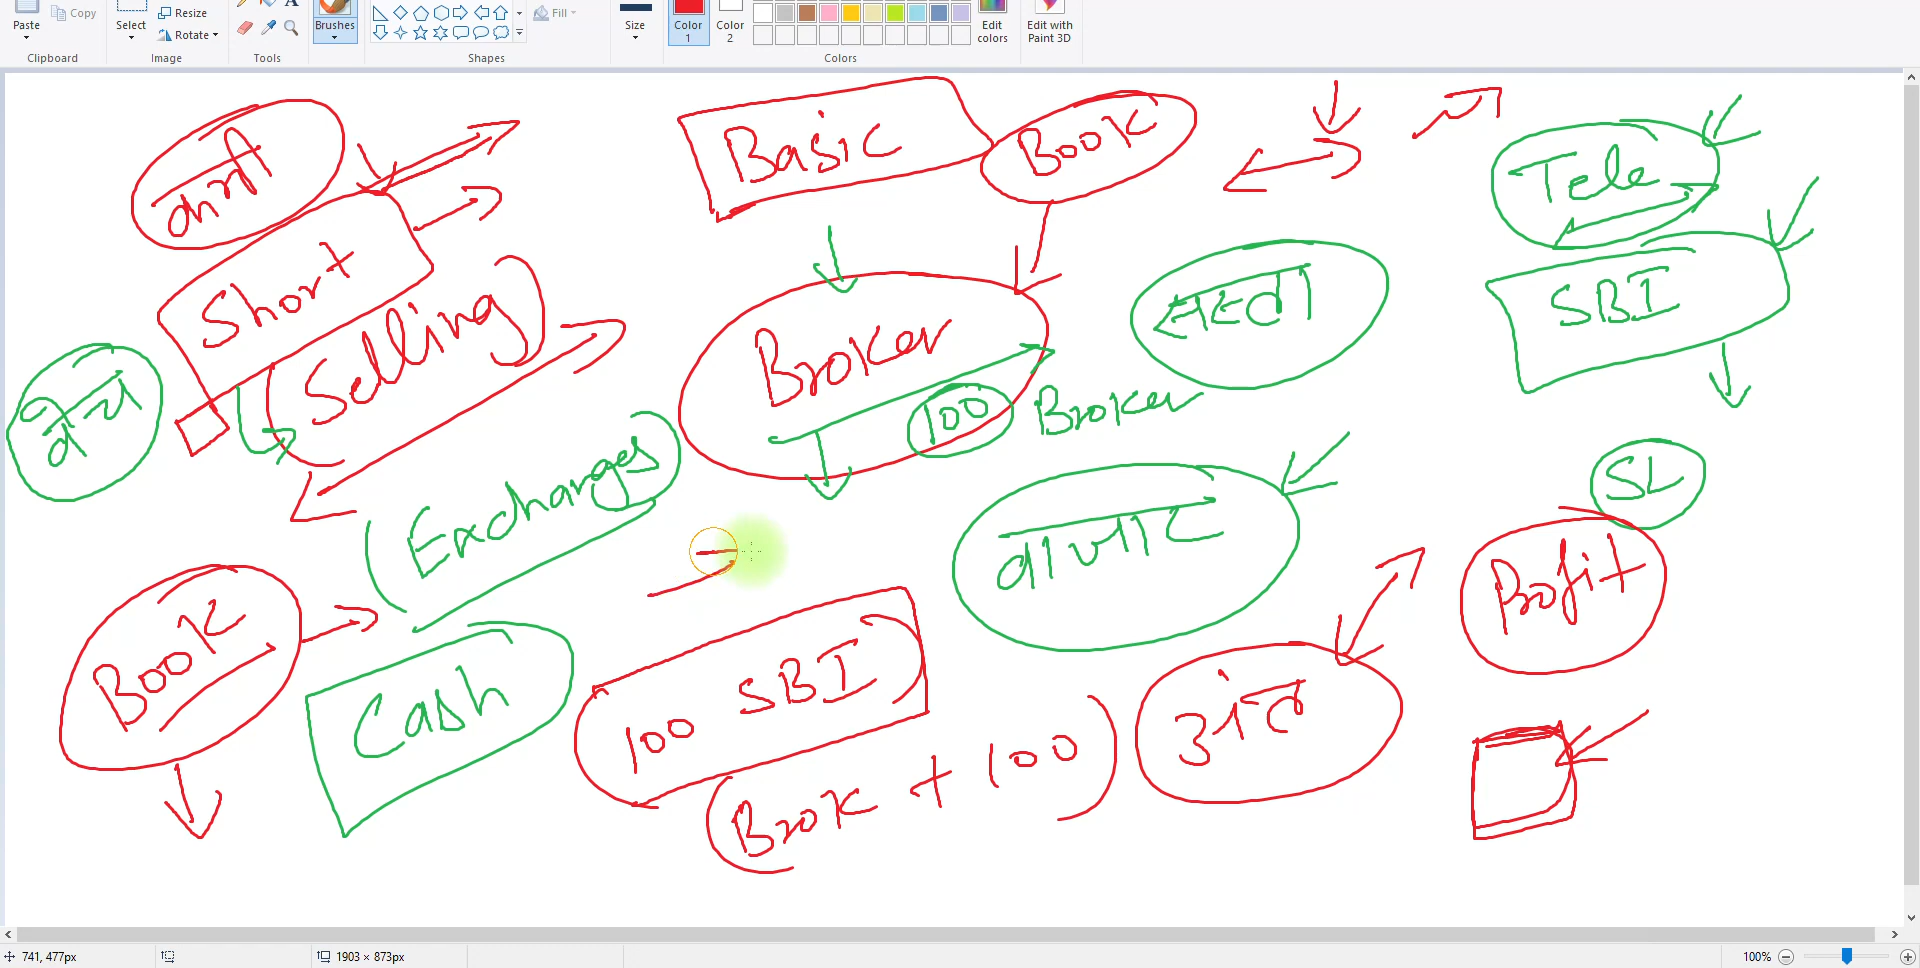 Paste
Copy
Select
Resize
Rotate
A
Brushes
Fill
Size
Color 1
Color 2
Edit colors
Edit with Paint 3D
Clipboard
Image
Tools
Shapes
Colors
Basic
Book
Tele
Short
Selling
SBI
Broker
100
Broker
SL
Exchanges
Profit
Book
Cash
100 SBI
Brok + 100
741, 477px
1903 × 873px
100%